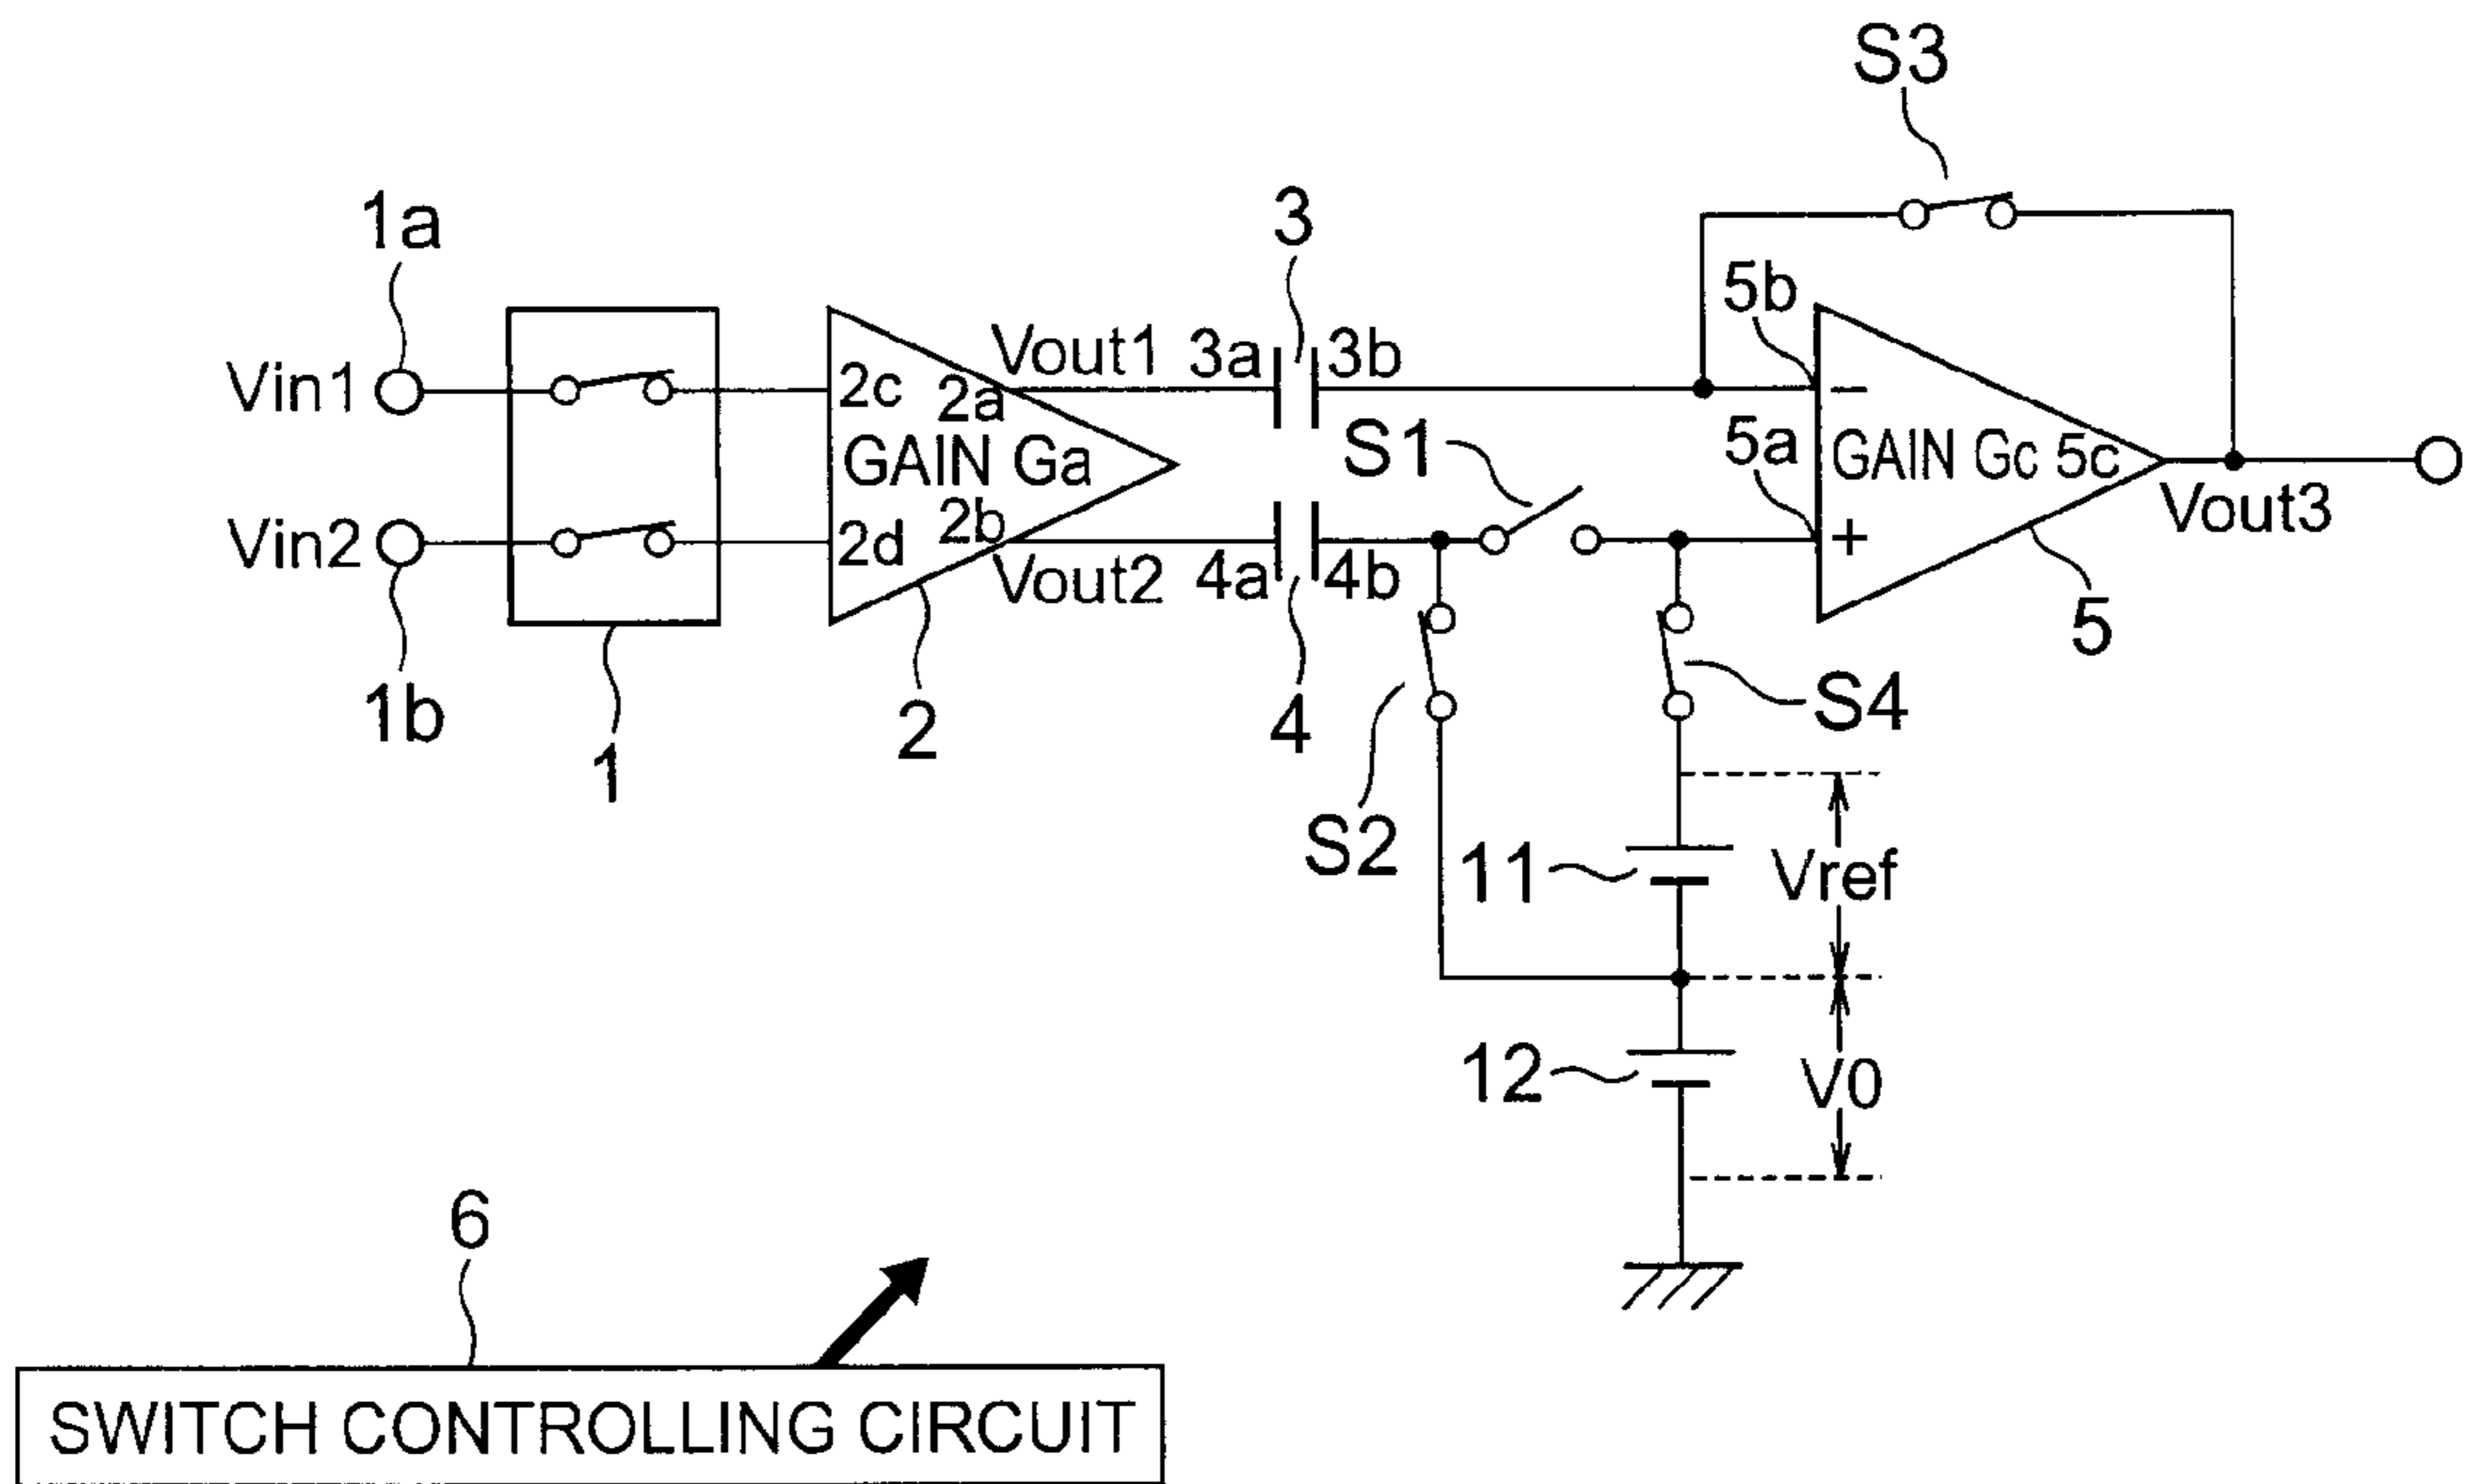 S3
1a
3
5b
Vin1
2c
2a
Vout1
3a
3b
-
GAIN Ga
S1
5a
GAIN Gc 5c
Vin2
2d
2b
Vout2
4a
4b
+
Vout3
1b
1
2
4
S2
S4
5
11
Vref
12
V0
6
SWITCH CONTROLLING CIRCUIT